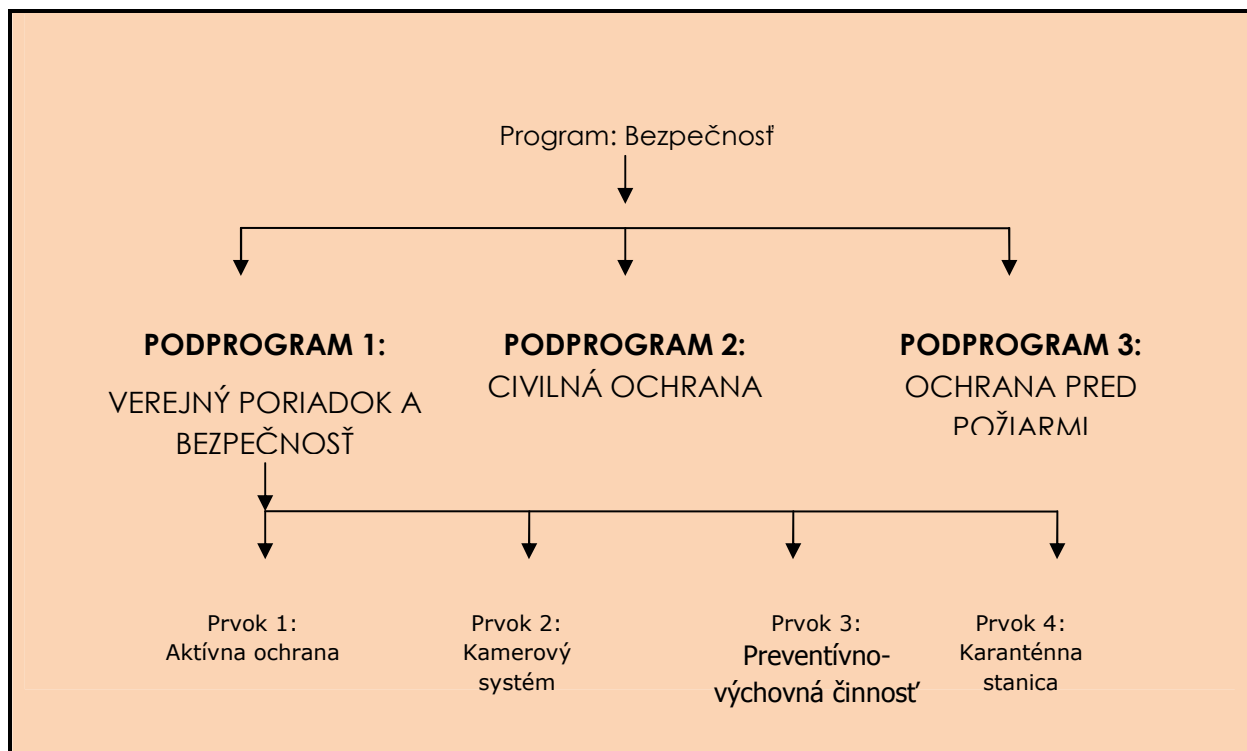 Program: Bezpečnosť
PODPROGRAM 1:
VEREJNÝ PORIADOK A
BEZPEČNOSŤ
PODPROGRAM 2:
CIVILNÁ OCHRANA
PODPROGRAM 3:
OCHRANA PRED
POŽIARMI
Prvok 1:
Aktívna ochrana
Prvok 2:
Kamerový
systém
Prvok 3:
Preventívno-
výchovná činnosť
Prvok 4:
Karanténna
stanica